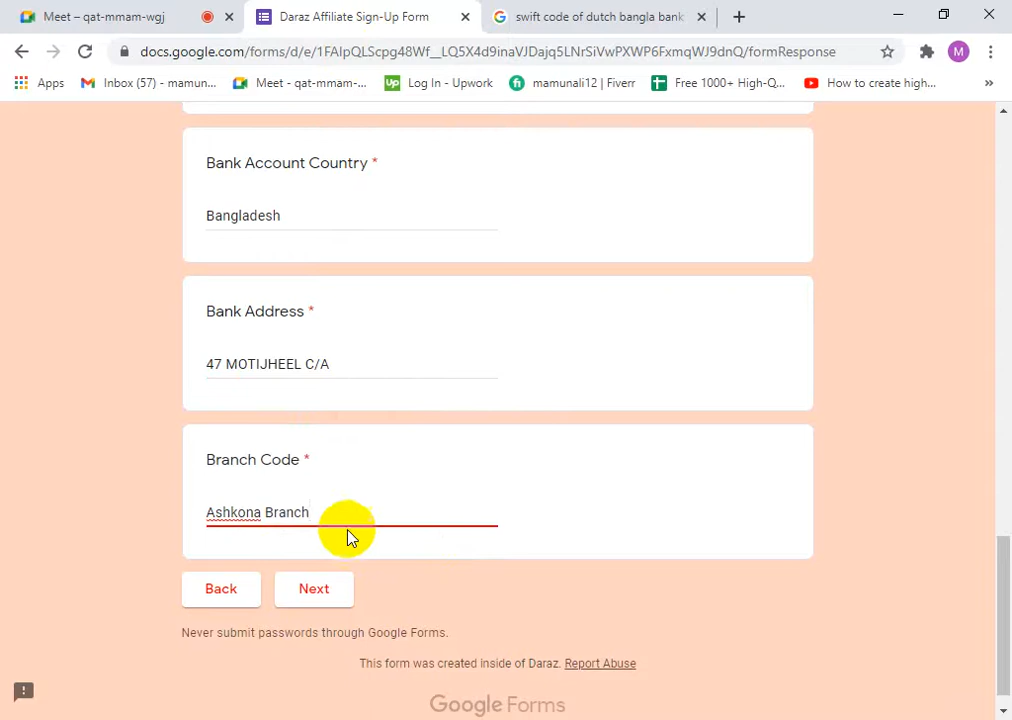 Meet – qat-mmam-wgj
Daraz Affiliate Sign-Up Form
swift code of dutch bangla bank
docs.google.com/forms/d/e/1FAIpQLScpg48Wf__LQ5X4d9inaVJDajq5LNrSiVwPXWP6FxmqWJ9dnQ/formResponse
M
Apps
Inbox (57) - mamun...
Meet - qat-mmam-...
Up
Log In - Upwork
fi
mamunali12 | Fiverr
Free 1000+ High-Q...
How to create high...
»
Bank Account Country *
Bangladesh
Bank Address *
47 MOTIJHEEL C/A
Branch Code *
Ashkona Branch
Back
Next
Never submit passwords through Google Forms.
This form was created inside of Daraz. Report Abuse
Google Forms